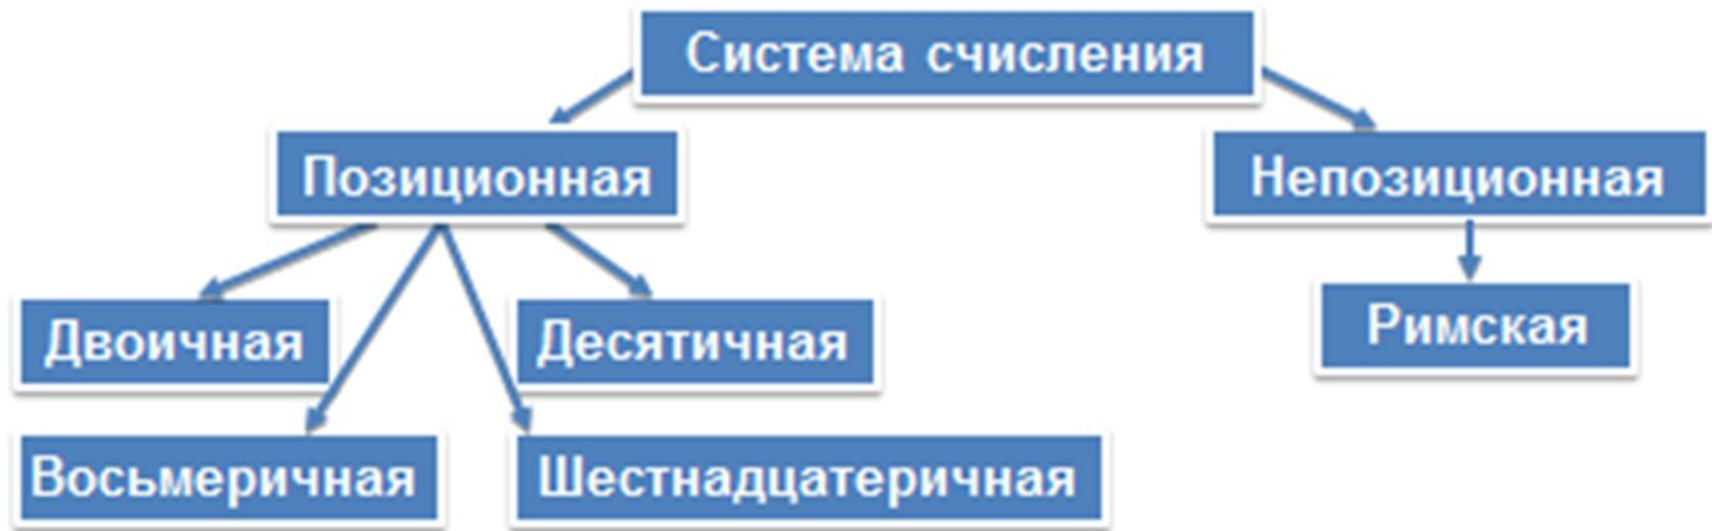 Система счисления
Позиционная
Непозиционная
Двоичная
Десятичная
Римская
Восьмеричная
Шестнадцатеричная